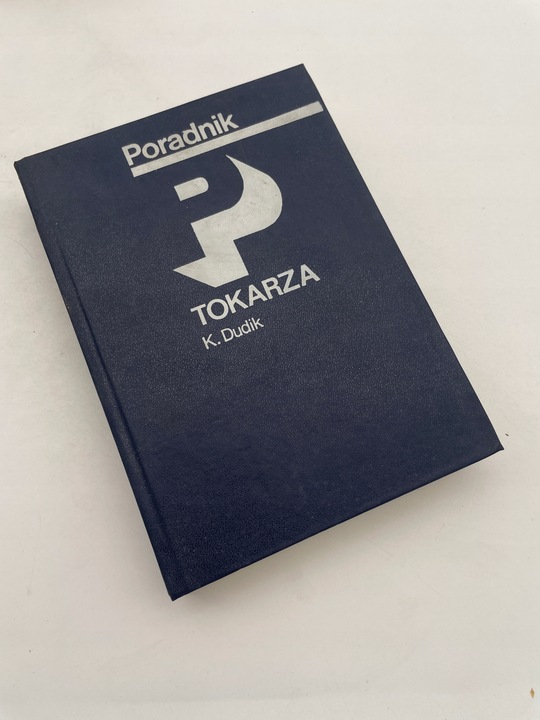 Poradnik
P
TOKARZA
K. Dudik